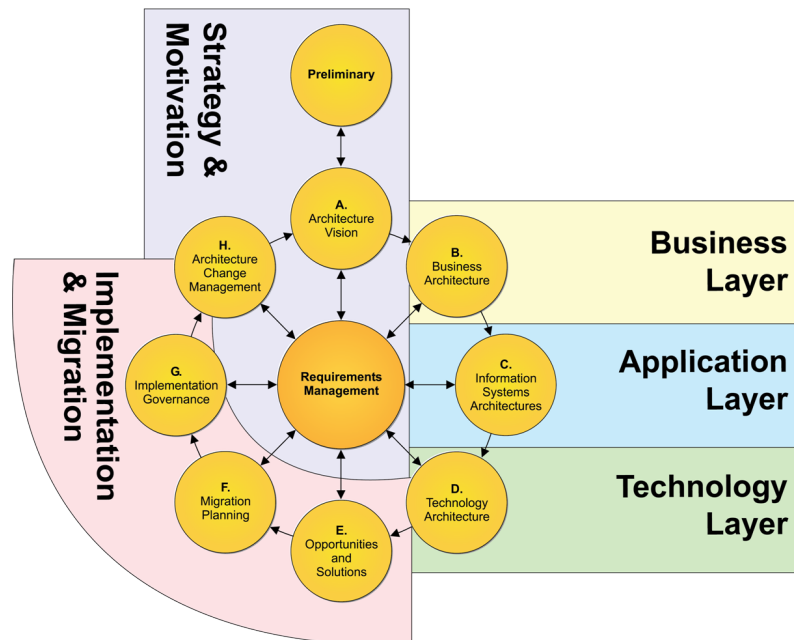 Strategy &
Motivation
Preliminary
A.
Architecture
Vision
H.
Architecture
Change
Management
B.
Business
Architecture
Business
Layer
Implementation
& Migration
G.
Implementation
Governance
Requirements
Management
C.
Information
Systems
Architectures
Application
Layer
F.
Migration
Planning
D.
Technology
Architecture
Technology
Layer
E.
Opportunities
and
Solutions